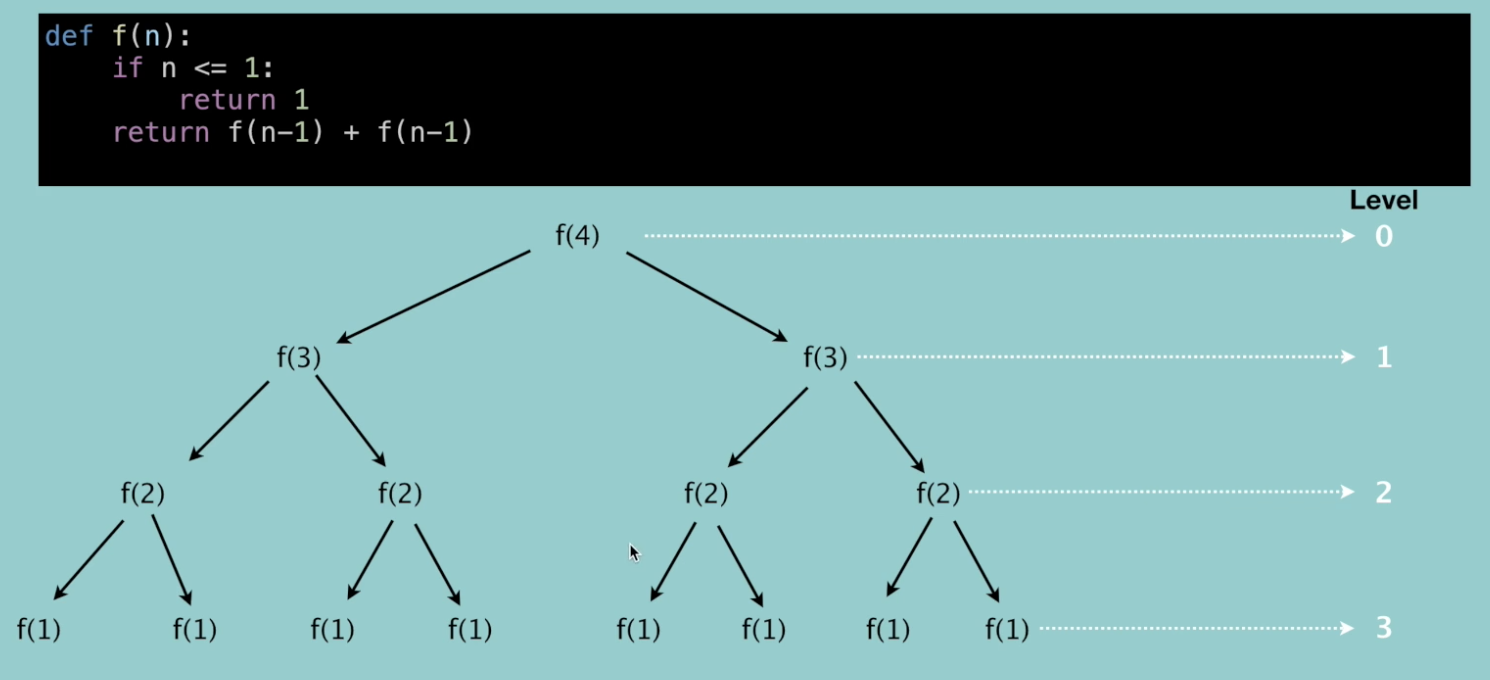 def f(n):
    if n <= 1:
        return 1
    return f(n-1) + f(n-1)
Level
f(4) 0
f(3) f(3) 1
f(2) f(2) f(2) f(2) 2
f(1) f(1) f(1) f(1) f(1) f(1) f(1) f(1) 3